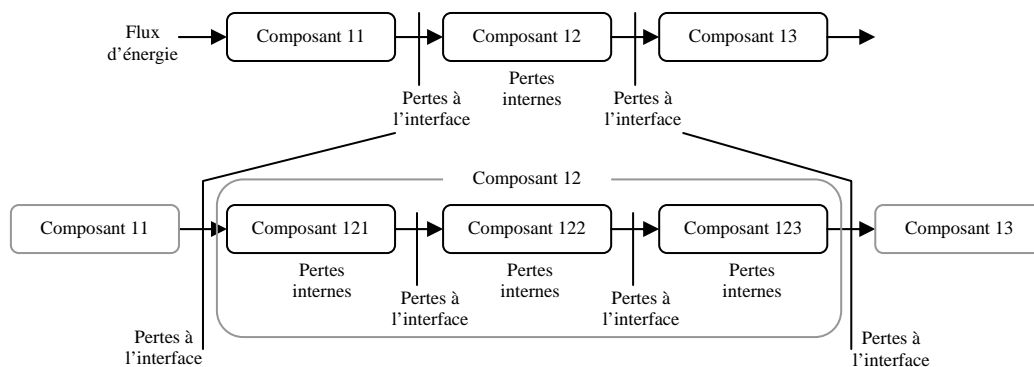 Flux
d’énergie
Composant 11
Composant 12
Composant 13
Pertes
internes
Pertes à
l’interface
Pertes à
l’interface
Composant 12
Composant 11
Composant 121
Composant 122
Composant 123
Composant 13
Pertes
internes
Pertes à
l’interface
Pertes
internes
Pertes à
l’interface
Pertes
internes
Pertes à
l’interface
Pertes à
l’interface